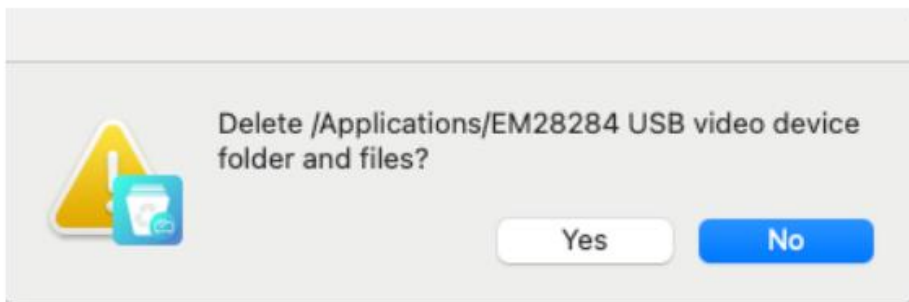 Delete /Applications/EM28284 USB video device
folder and files?
Yes
No